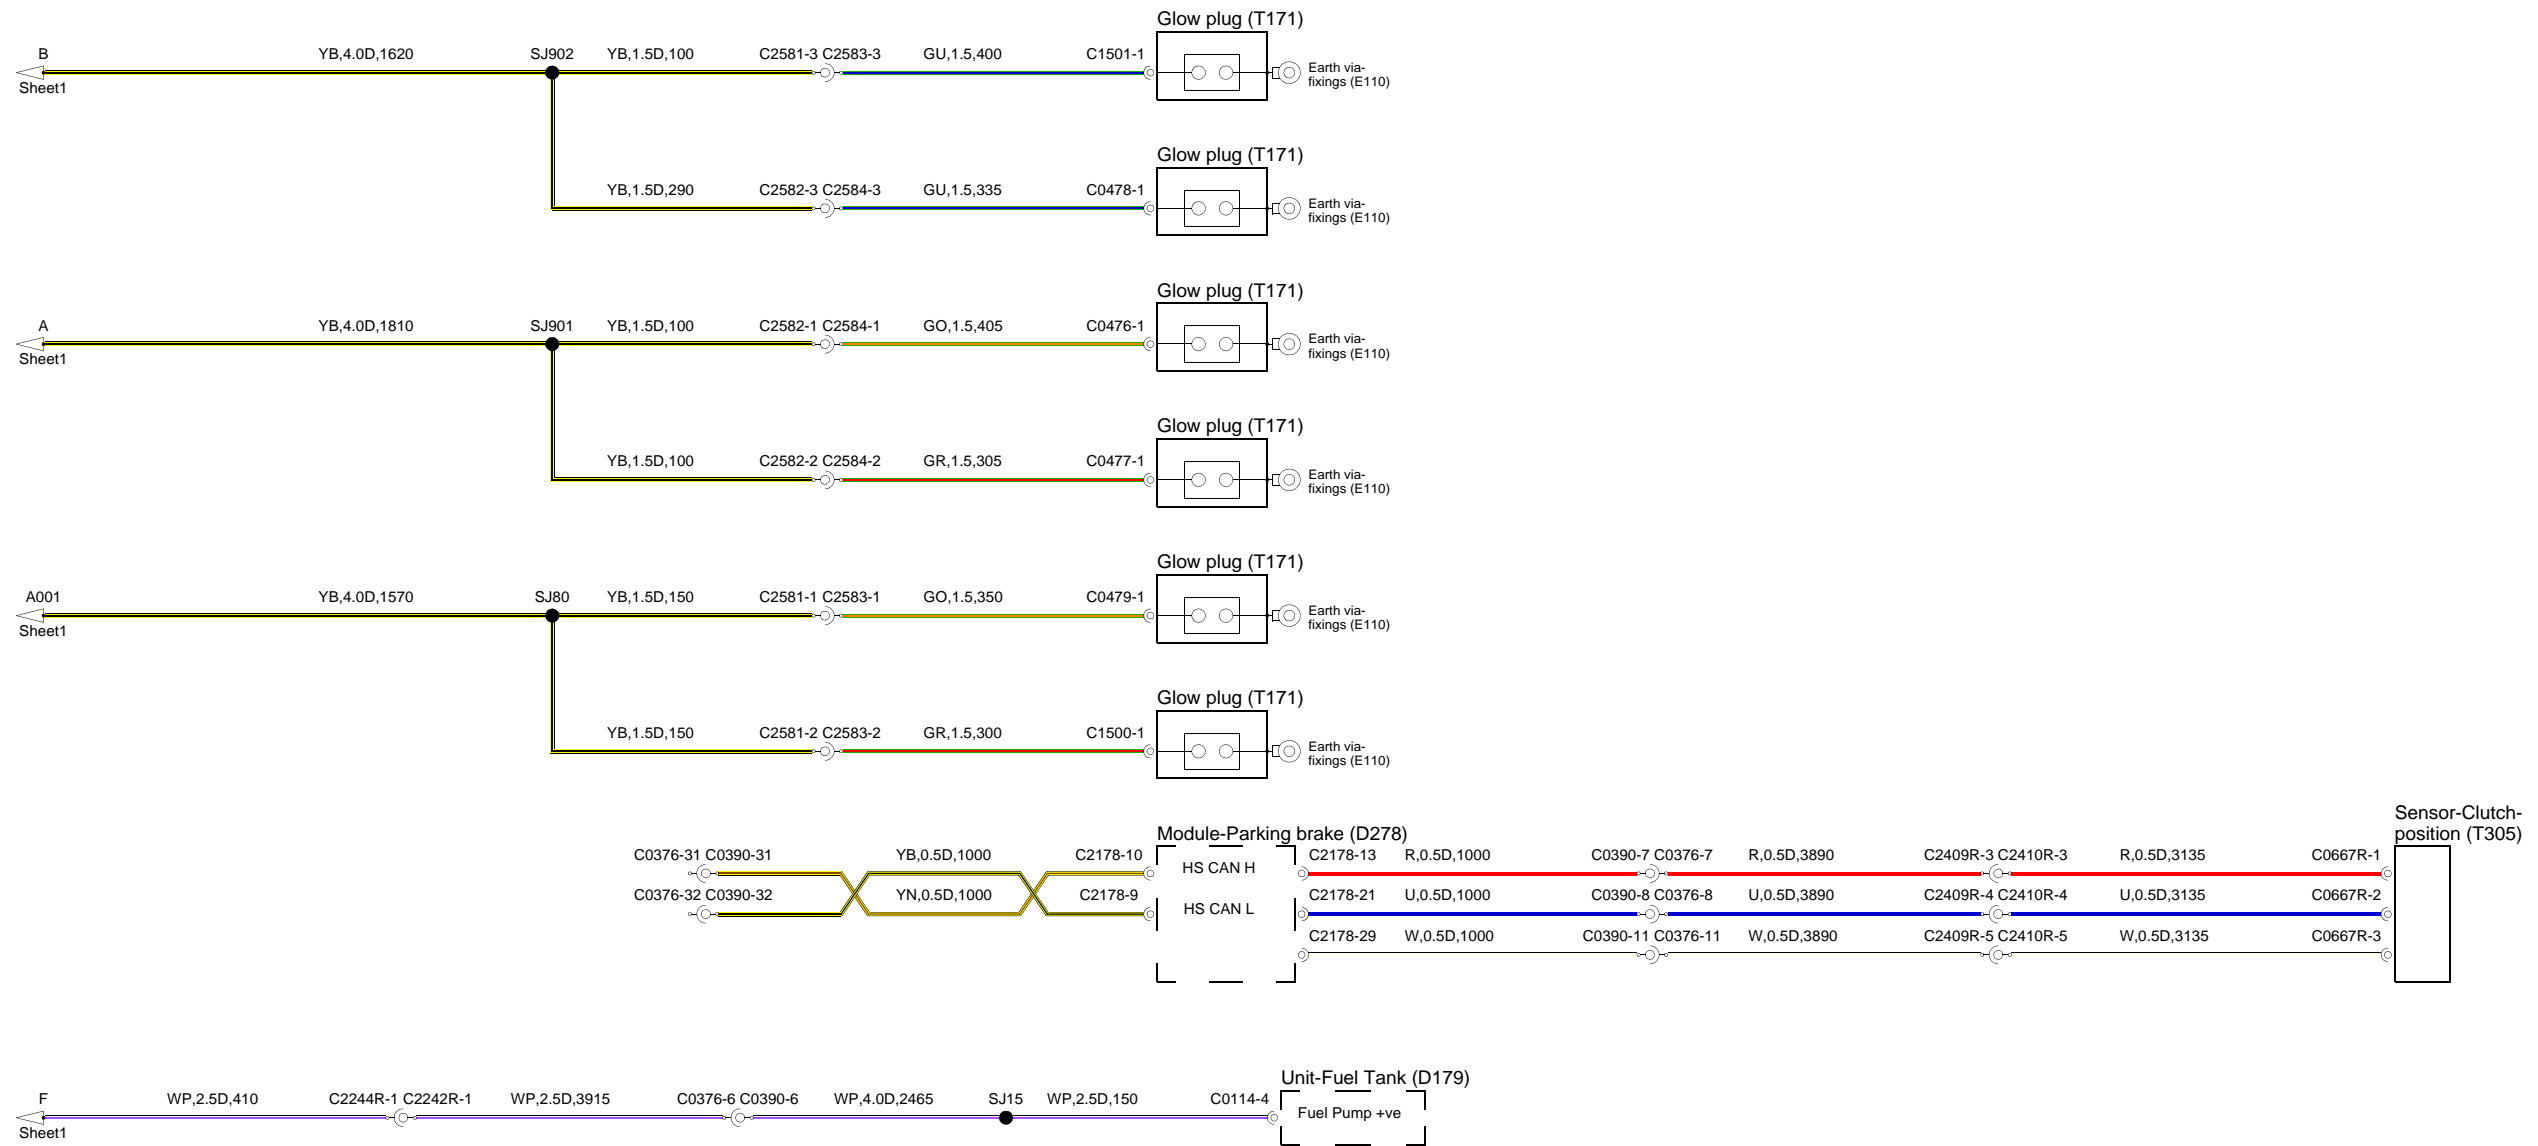 Glow plug (T171)
B YB,4.0D,1620 SJ902 YB,1.5D,100 C2581-3 C2583-3 GU,1.5,400 C1501-1
Sheet1
Earth via-
fixings (E110)
Glow plug (T171)
YB,1.5D,290 C2582-3 C2584-3 GU,1.5,335 C0478-1
Earth via-
fixings (E110)
Glow plug (T171)
A YB,4.0D,1810 SJ901 YB,1.5D,100 C2582-1 C2584-1 GO,1.5,405 C0476-1
Sheet1
Earth via-
fixings (E110)
Glow plug (T171)
YB,1.5D,100 C2582-2 C2584-2 GR,1.5,305 C0477-1
Earth via-
fixings (E110)
Glow plug (T171)
A001 YB,4.0D,1570 SJ80 YB,1.5D,150 C2581-1 C2583-1 GO,1.5,350 C0479-1
Sheet1
Earth via-
fixings (E110)
Glow plug (T171)
YB,1.5D,150 C2581-2 C2583-2 GR,1.5,300 C1500-1
Earth via-
fixings (E110)
Sensor-Clutch-
position (T305)
Module-Parking brake (D278)
C0376-31 C0390-31 YB,0.5D,1000 C2178-10 HS CAN H C2178-13 R,0.5D,1000 C0390-7 C0376-7 R,0.5D,3890 C2409R-3 C2410R-3 R,0.5D,3135 C0667R-1
C0376-32 C0390-32 YN,0.5D,1000 C2178-9 HS CAN L C2178-21 U,0.5D,1000 C0390-8 C0376-8 U,0.5D,3890 C2409R-4 C2410R-4 U,0.5D,3135 C0667R-2
C2178-29 W,0.5D,1000 C0390-11 C0376-11 W,0.5D,3890 C2409R-5 C2410R-5 W,0.5D,3135 C0667R-3
Unit-Fuel Tank (D179)
F WP,2.5D,410 C2244R-1 C2242R-1 WP,2.5D,3915 C0376-6 C0390-6 WP,4.0D,2465 SJ15 WP,2.5D,150 C0114-4 Fuel Pump +ve
Sheet1